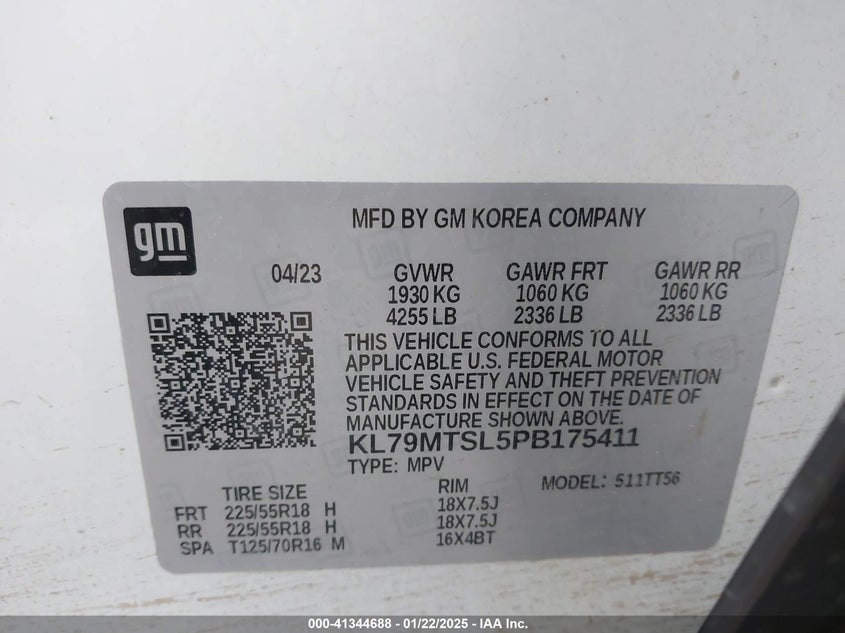 gm
MFD BY GM KOREA COMPANY
04/23 GVWR GAWR FRT GAWR RR
1930 KG 1060 KG 1060 KG
4255 LB 2336 LB 2336 LB
THIS VEHICLE CONFORMS TO ALL
APPLICABLE U.S. FEDERAL MOTOR
VEHICLE SAFETY AND THEFT PREVENTION
STANDARDS IN EFFECT ON THE DATE OF
MANUFACTURE SHOWN ABOVE.
KL79MTSL5PB175411
TYPE: MPV
MODEL: 511TT56
TIRE SIZE RIM
FRT 225/55R18 H 18X7.5J
RR 225/55R18 H 18X7.5J
SPA T125/70R16 M 16X4BT
000-41344688 - 01/22/2025 - IAA Inc.